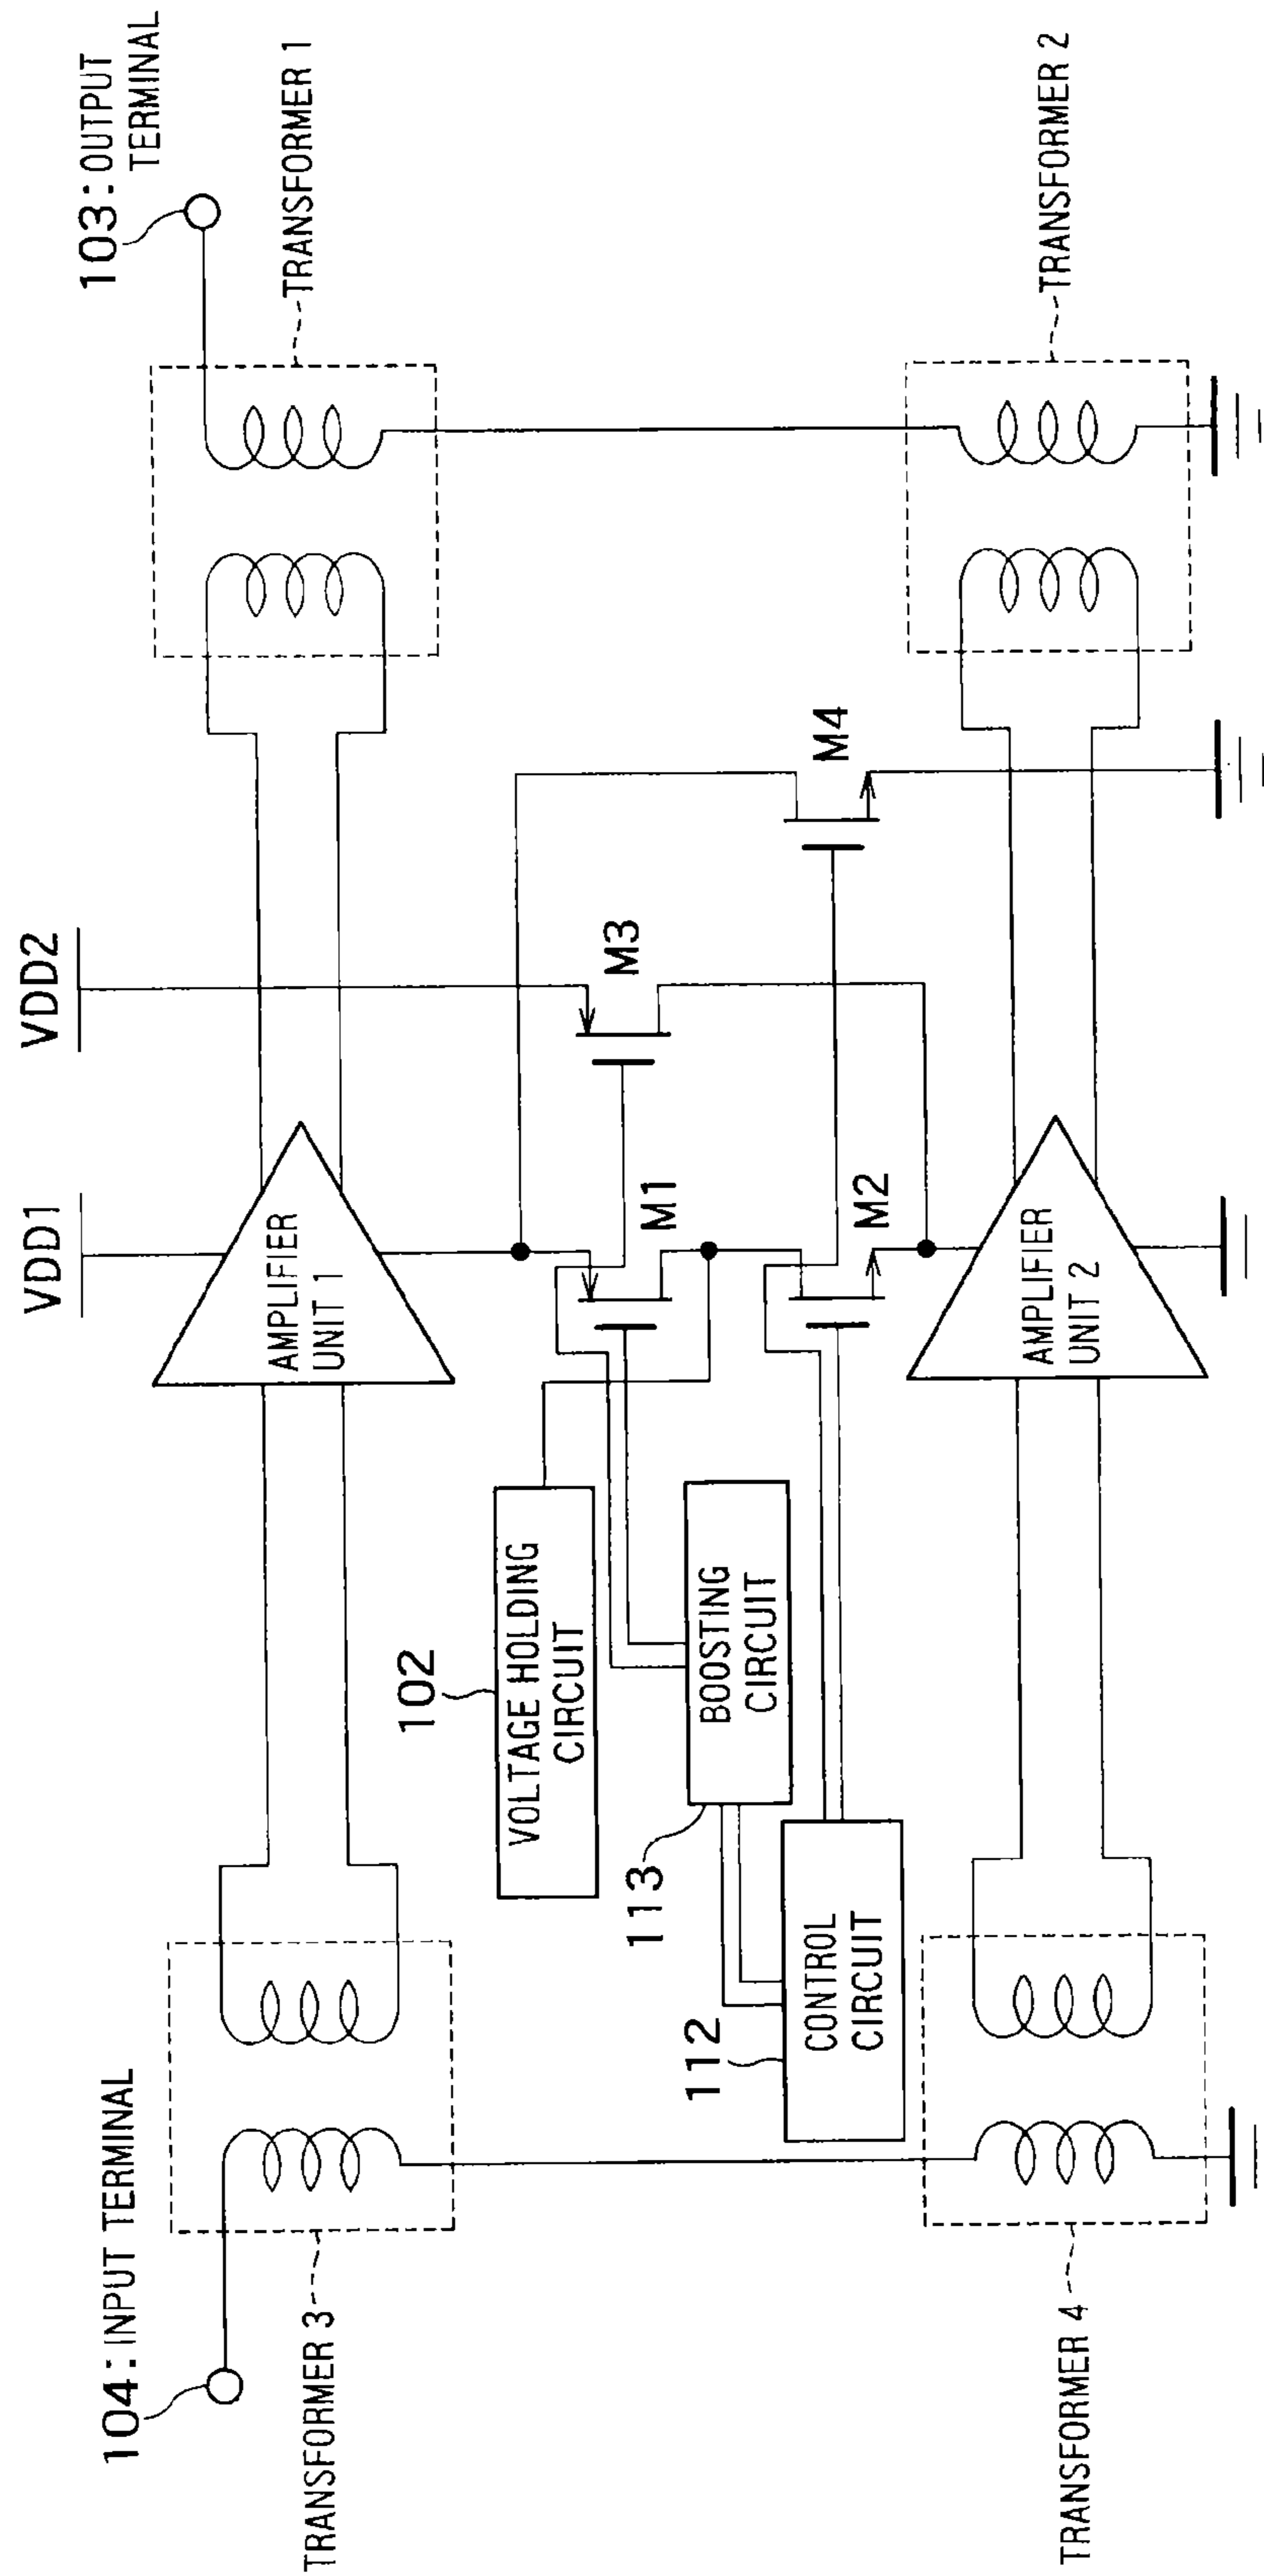 104: INPUT TERMINAL
103: OUTPUT
TERMINAL
VDD1
VDD2
TRANSFORMER 3
AMPLIFIER
UNIT 1
TRANSFORMER 1
102
VOLTAGE HOLDING
CIRCUIT
M1
M3
113
BOOSTING
CIRCUIT
112
CONTROL
CIRCUIT
M2
M4
TRANSFORMER 4
AMPLIFIER
UNIT 2
TRANSFORMER 2